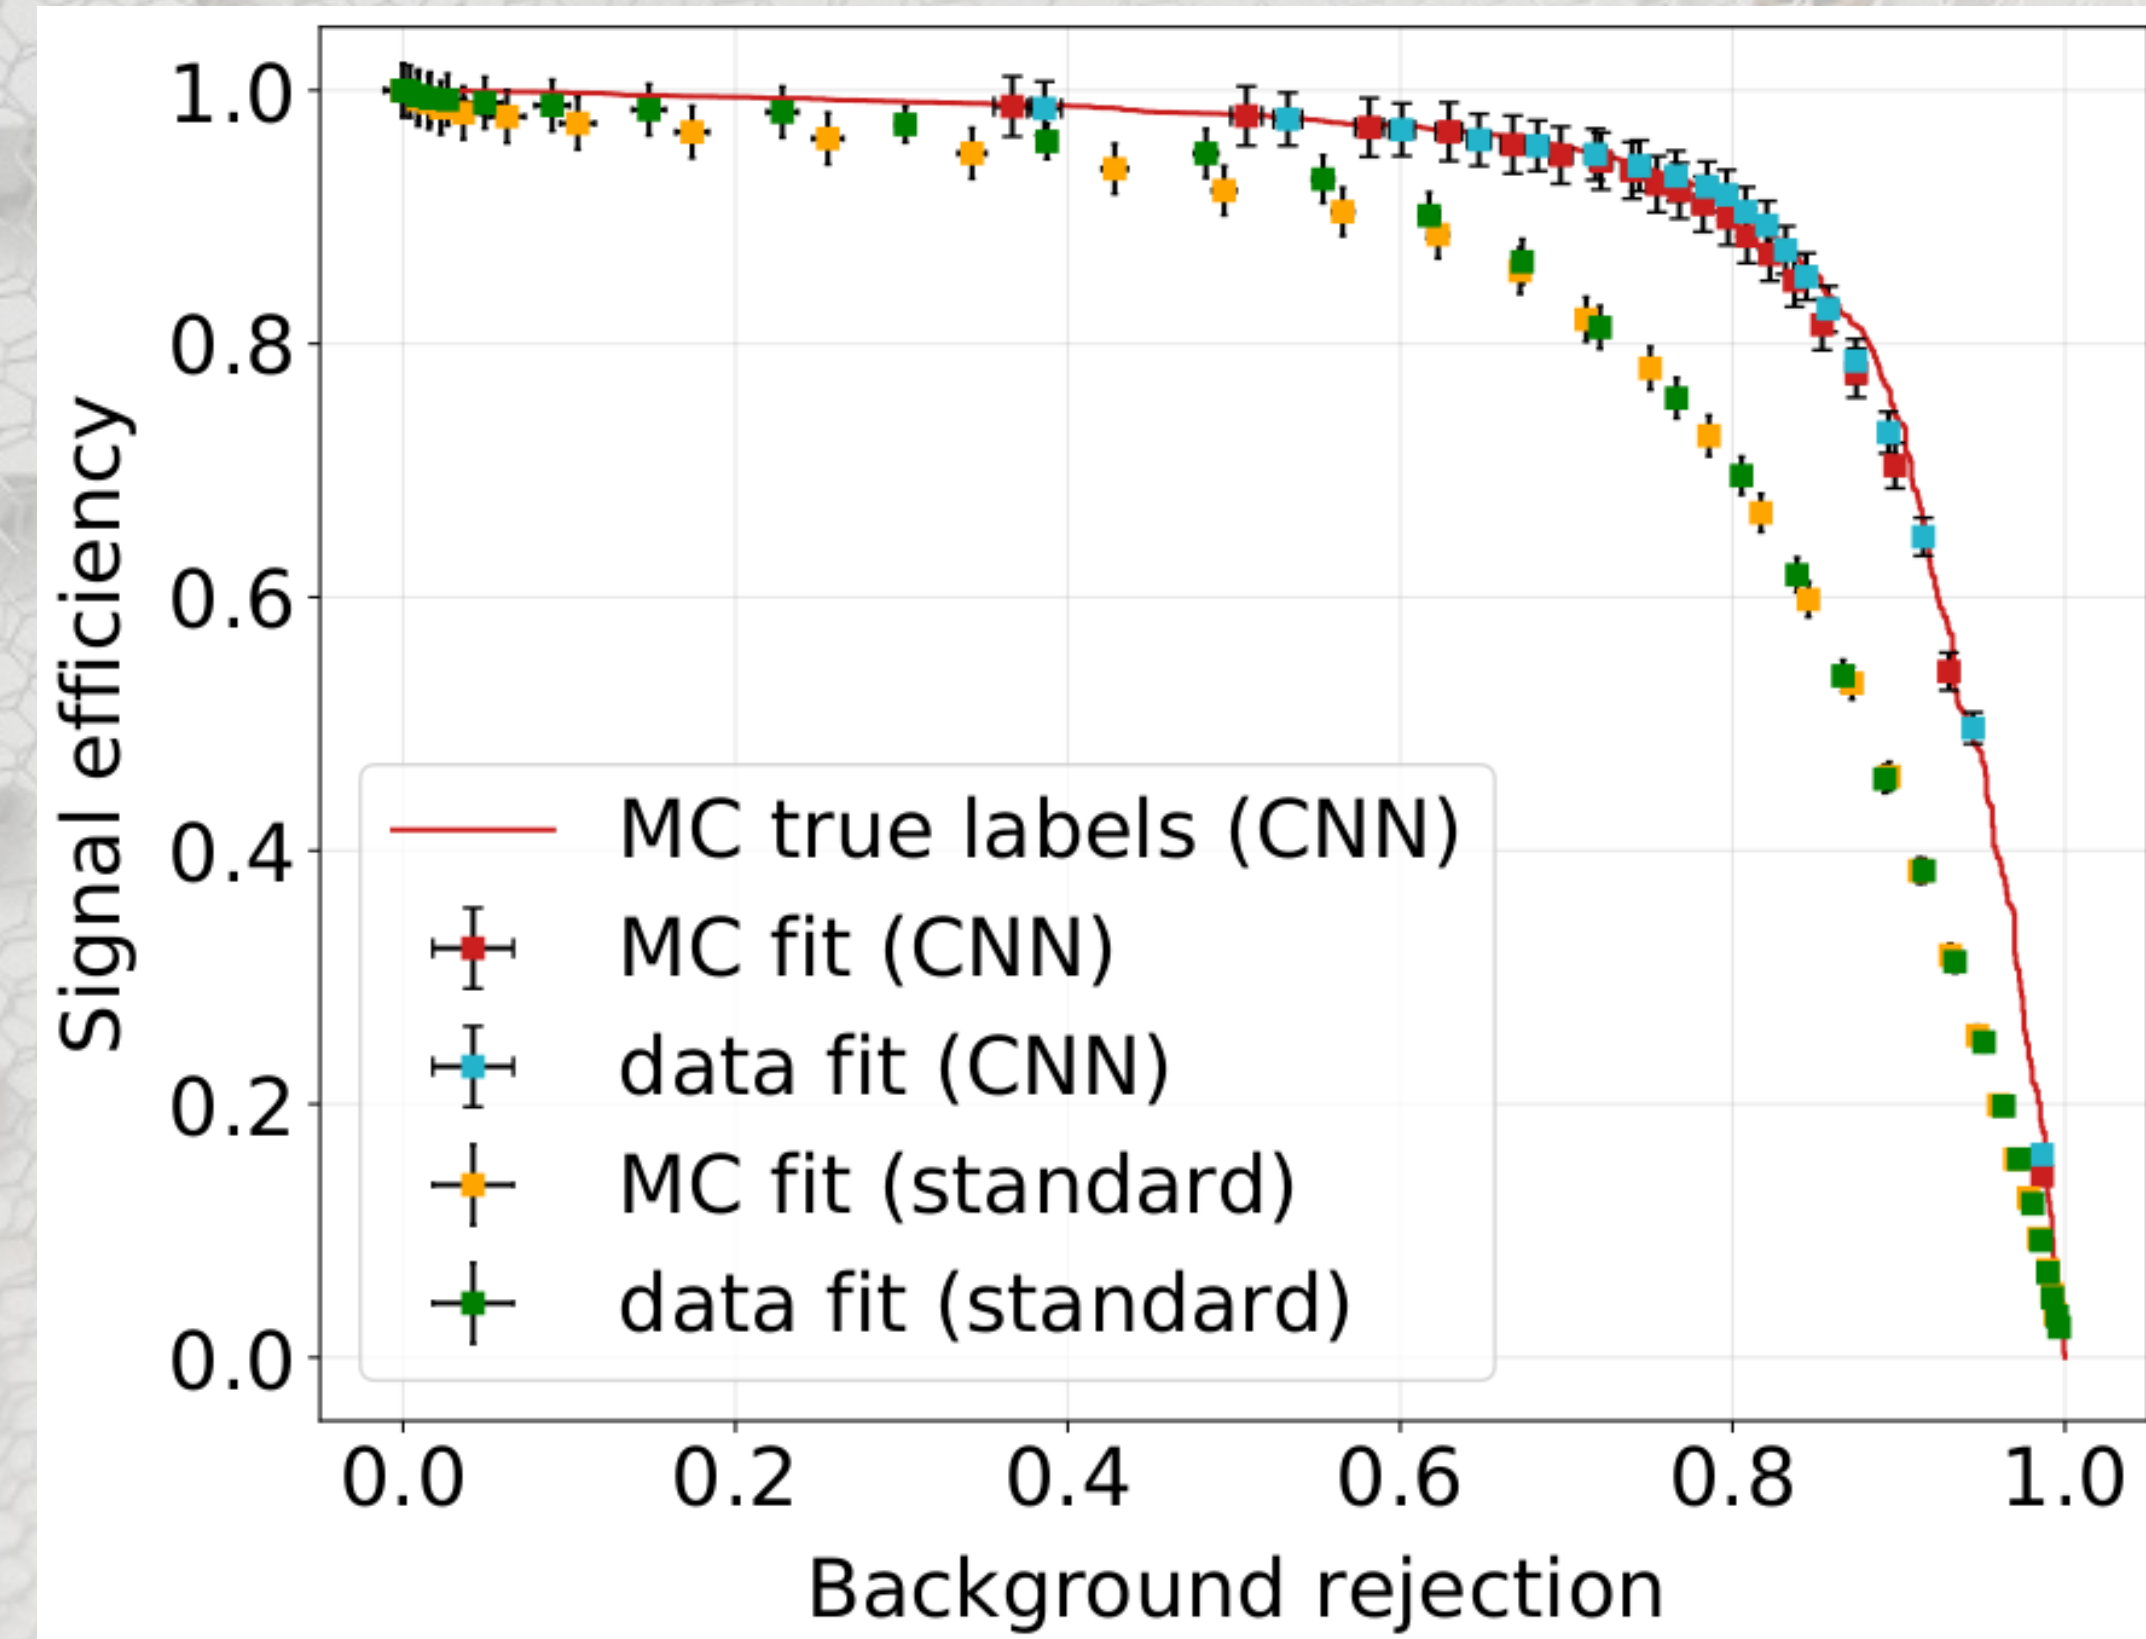 Signal efficiency
1.0
0.8
0.6
0.4
0.2
0.0
MC true labels (CNN)
MC fit (CNN)
data fit (CNN)
MC fit (standard)
data fit (standard)
0.0 0.2 0.4 0.6 0.8 1.0
Background rejection